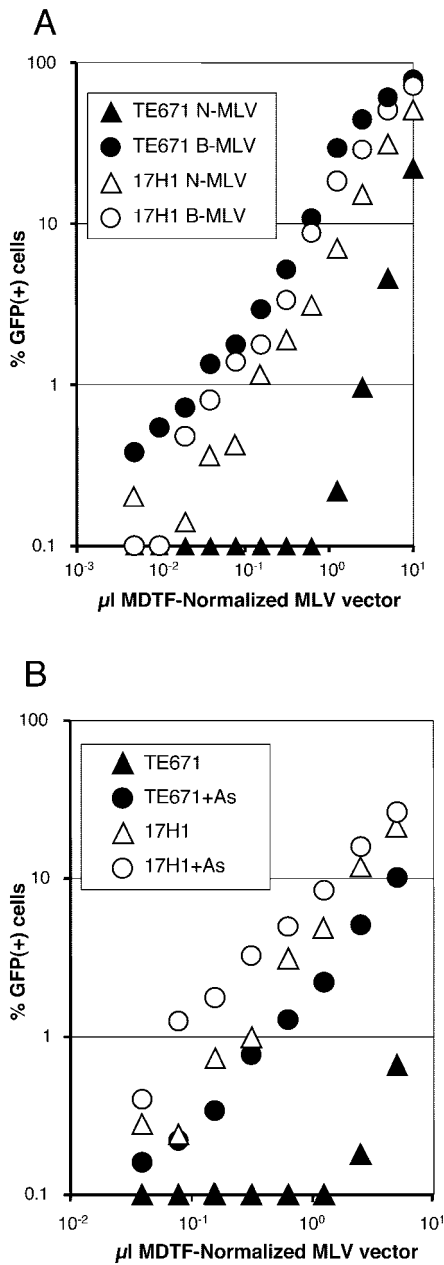 A
100
10
1
0.1
% GFP(+) cells
TE671 N-MLV
TE671 B-MLV
17H1 N-MLV
17H1 B-MLV
10-3 10-2 10-1 100 101
µl MDTF-Normalized MLV vector
B
100
10
1
0.1
% GFP(+) cells
TE671
TE671+As
17H1
17H1+As
10-2 10-1 100 101
µl MDTF-Normalized MLV vector